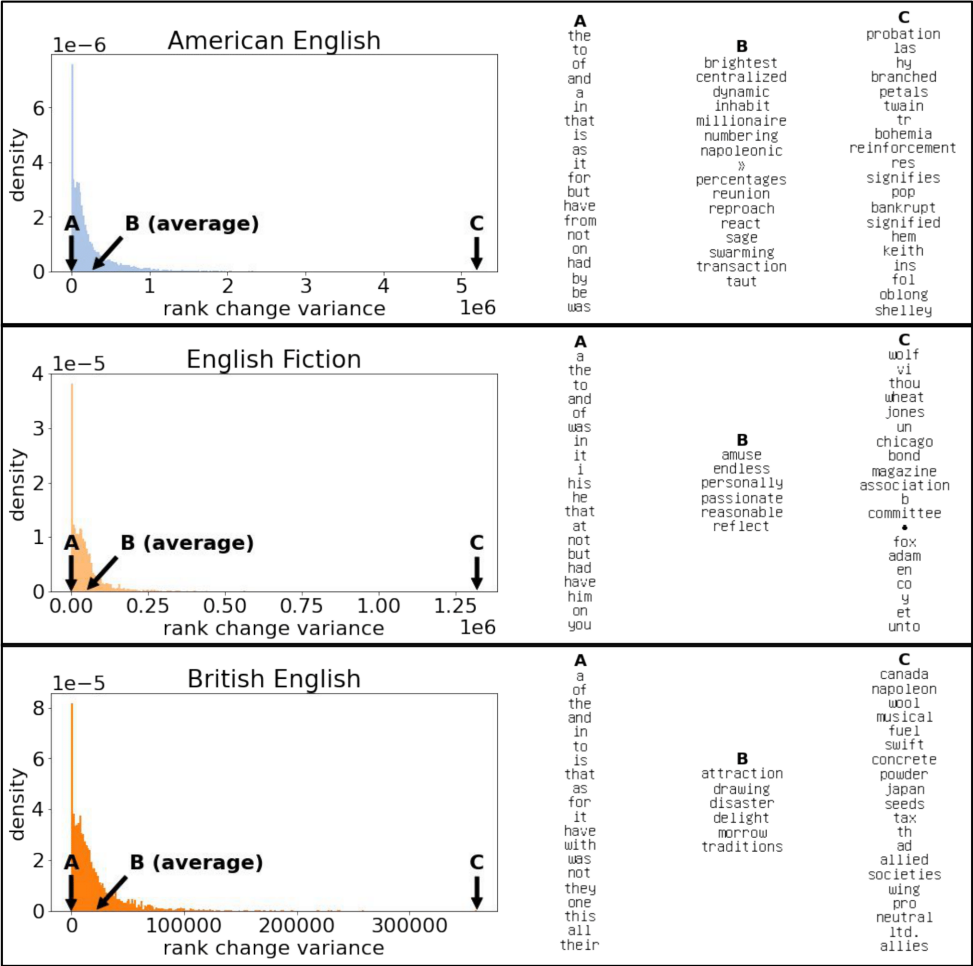 American English
1e−6
density
6
4
2
0
A
B (average)
C
0
1
2
3
4
5
1e6
rank change variance
A
the
to
of
and
a
in
that
is
as
it
for
but
have
from
not
on
had
by
be
was
B
brightest
centralized
dynamic
inhabit
millionaire
numbering
napoleonic
»
percentages
reunion
reproach
react
sage
swarming
transaction
taut
C
probation
las
hy
branched
petals
twain
tr
bohemia
reinforcement
res
signifies
pop
bankrupt
signified
hem
keith
ins
fol
oblong
shelley
English Fiction
1e−5
density
4
3
2
1
0
A
B (average)
C
0.00
0.25
0.50
0.75
1.00
1.25
1e6
rank change variance
A
a
the
to
and
of
was
in
it
i
his
he
that
at
not
but
had
have
him
on
you
B
amuse
endless
personally
passionate
reasonable
reflect
C
wolf
vi
thou
wheat
jones
un
chicago
bond
magazine
association
b
committee
•
fox
adam
en
co
y
et
unto
British English
1e−5
density
8
6
4
2
0
A
B (average)
C
0
100000
200000
300000
rank change variance
A
a
of
the
and
in
to
is
that
as
for
it
have
with
was
not
they
one
this
all
their
B
attraction
drawing
disaster
delight
morrow
traditions
C
canada
napoleon
wool
musical
fuel
swift
concrete
powder
japan
seeds
tax
th
ad
allied
societies
wing
pro
neutral
ltd.
allies